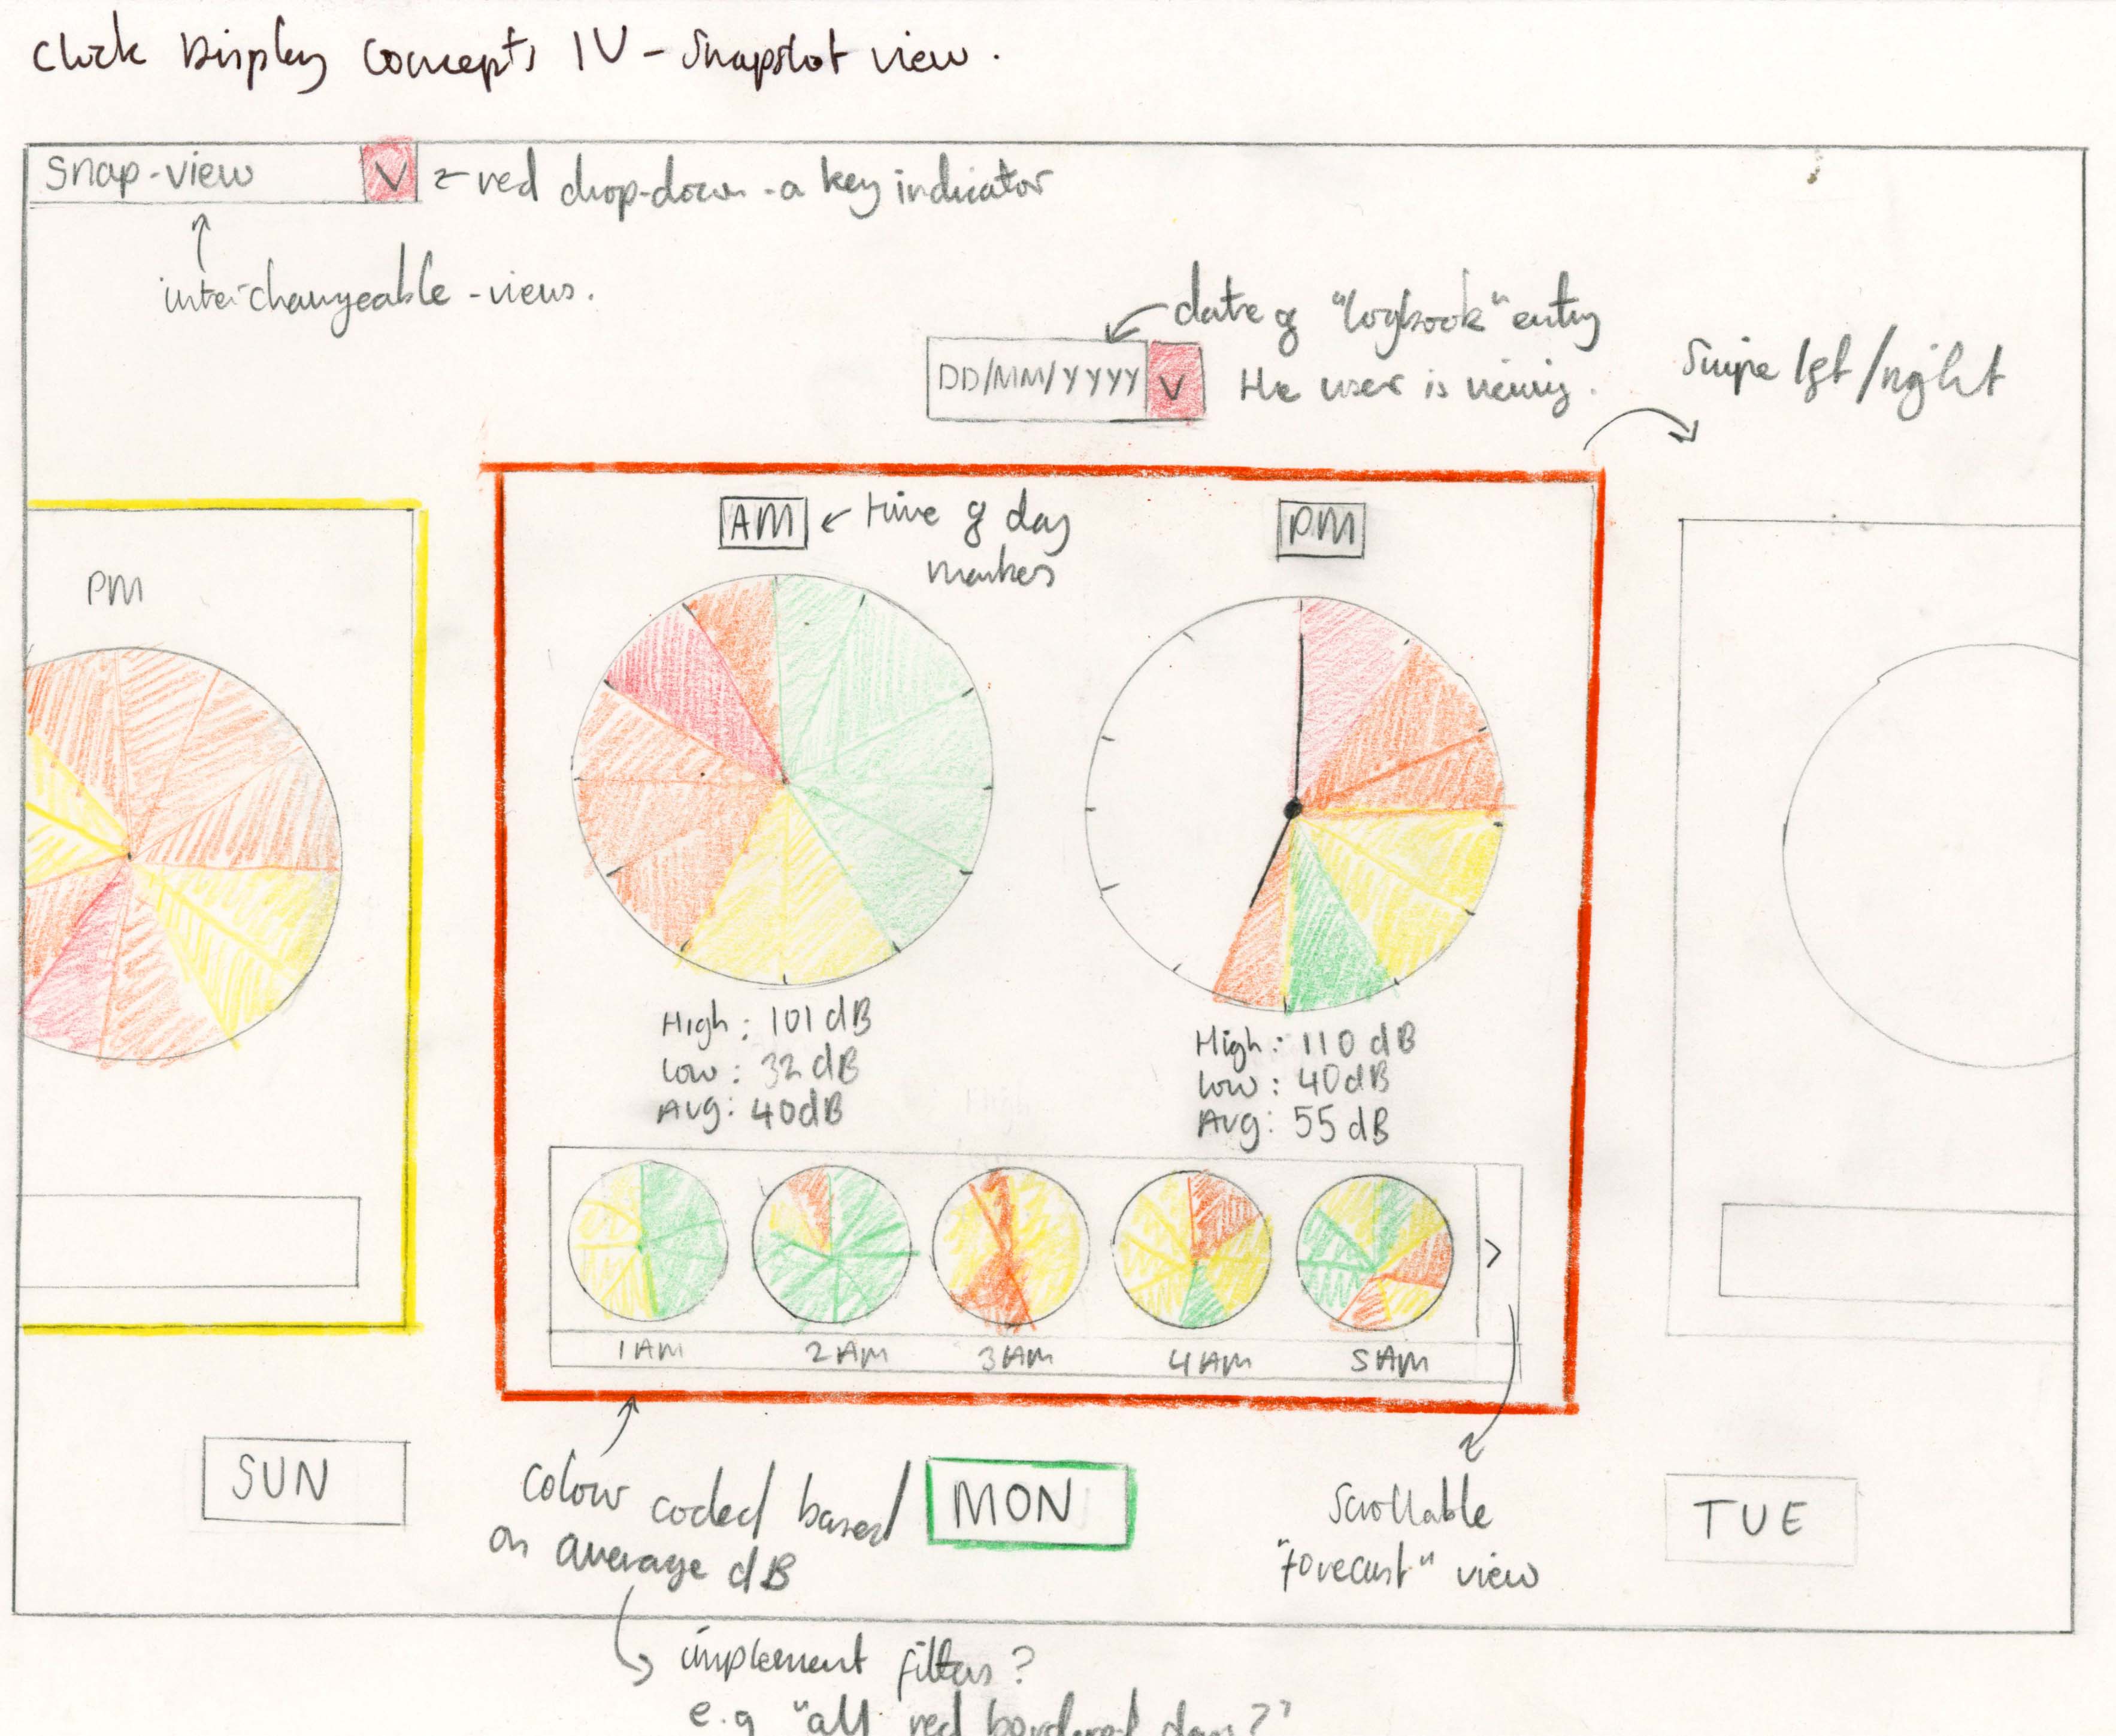 Clock Display Concepts IV - Snapshot view.
Snap-view V
← red drop-down - a key indicator
interchangeable - views.
date of "logbook" entry
the user is viewing.
DD/MM/YYYY V
Swipe left/right
AM ← time of day
markers
PM
PM
High: 101 dB
Low: 32 dB
Avg: 40dB
High: 110 dB
Low: 40dB
Avg: 55 dB
>
1AM 2AM 3AM 4AM 5AM
SUN
MON
TUE
Colour coded based
on average dB
Scrollable
"forecast" view
implement filters?
e.g "all red bordered days?"